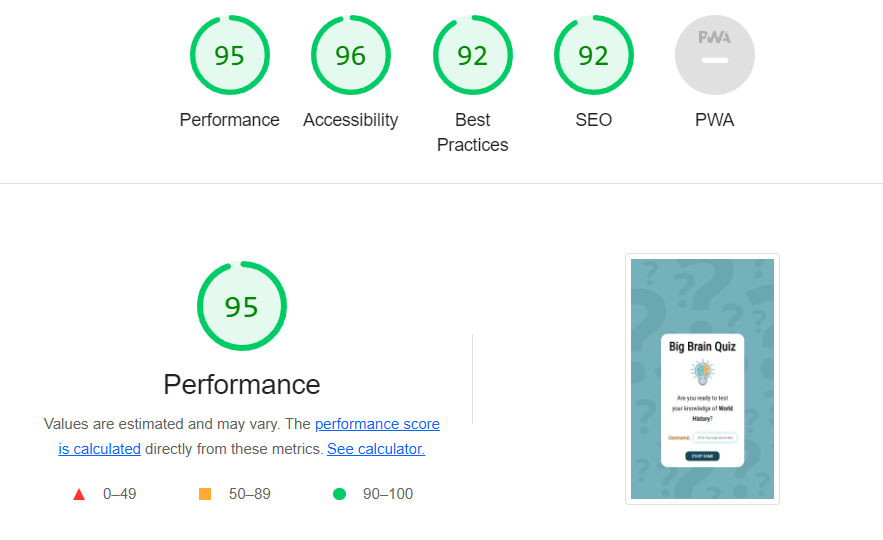 95
96
92
92
PWA
Performance
Accessibility
Best
Practices
SEO
PWA
95
Performance
Values are estimated and may vary. The performance score
is calculated directly from these metrics. See calculator.
0–49
50–89
90–100
Big Brain Quiz
Are you ready to test
your knowledge of World
History?
Username:
START GAME